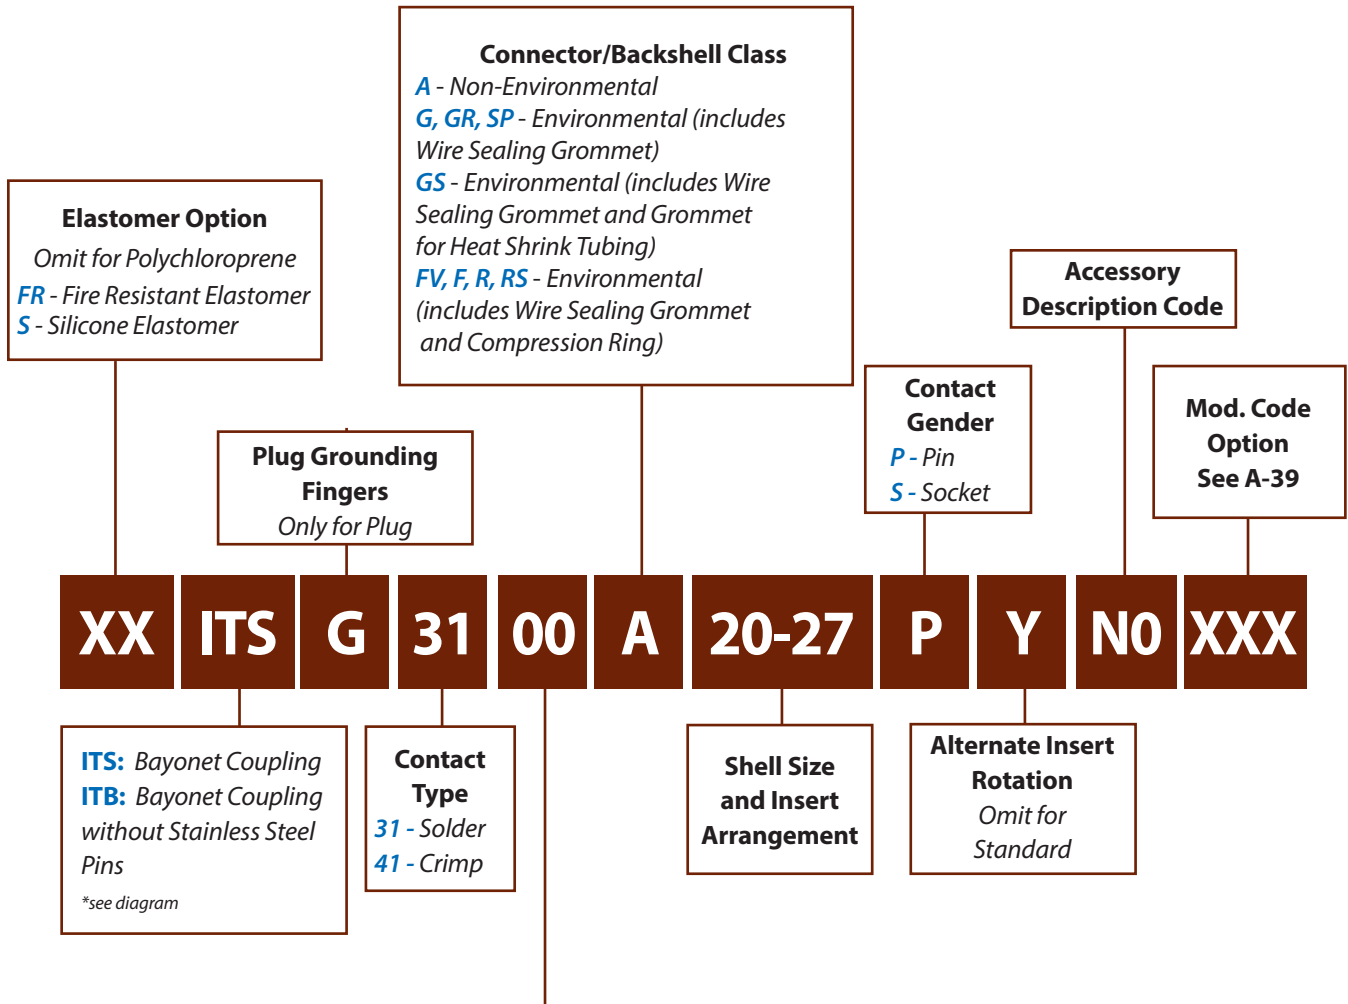 Connector/Backshell Class
A - Non-Environmental
G, GR, SP - Environmental (includes
Wire Sealing Grommet)
GS - Environmental (includes Wire
Sealing Grommet and Grommet
for Heat Shrink Tubing)
FV, F, R, RS - Environmental
(includes Wire Sealing Grommet
and Compression Ring)
Elastomer Option
Omit for Polychloroprene
FR - Fire Resistant Elastomer
S - Silicone Elastomer
Accessory
Description Code
Contact
Gender
P - Pin
S - Socket
Mod. Code
Option
See A-39
Plug Grounding
Fingers
Only for Plug
XX ITS G 31 00 A 20-27 P Y N0 XXX
ITS: Bayonet Coupling
ITB: Bayonet Coupling
without Stainless Steel
Pins
*see diagram
Contact
Type
31 - Solder
41 - Crimp
Shell Size
and Insert
Arrangement
Alternate Insert
Rotation
Omit for
Standard